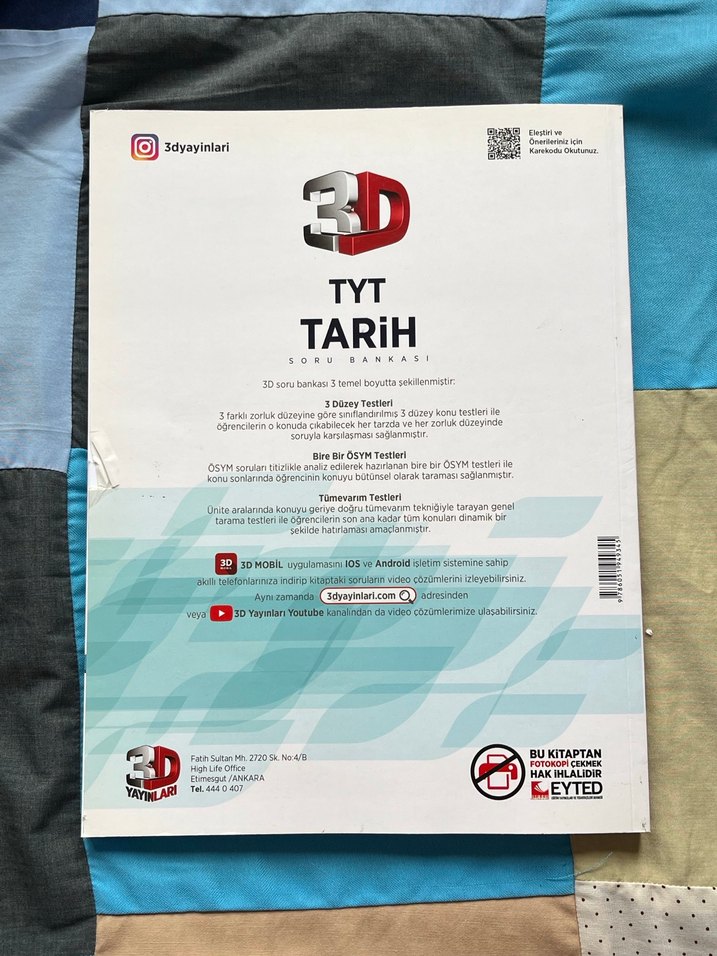 3dyayinlari
Eleştiri ve
Önerileriniz için
Karekodu Okutunuz.
3D
TYT
TARiH
SORU BANKASI
3D soru bankası 3 temel boyutta şekillenmiştir:
3 Düzey Testleri
3 farklı zorluk düzeyine göre sınıflandırılmış 3 düzey konu testleri ile
öğrencilerin o konuda çıkabilecek her tarzda ve her zorluk düzeyinde
soruyla karşılaşması sağlanmıştır.
Bire Bir ÖSYM Testleri
ÖSYM soruları titizlikle analiz edilerek hazırlanan bire bir ÖSYM testleri ile
konu sonlarında öğrencinin konuyu bütünsel olarak taraması sağlanmıştır.
Tümevarım Testleri
Ünite aralarında konuyu geriye doğru tümevarım tekniğiyle tarayan genel
tarama testleri ile öğrencilerin son ana kadar tüm konuları dinamik bir
şekilde hatırlaması amaçlanmıştır.
3D MOBİL uygulamasını IOS ve Android işletim sistemine sahip
akıllı telefonlarınıza indirip kitaptaki soruların video çözümlerini izleyebilirsiniz.
Aynı zamanda 3dyayinlari.com adresinden
veya 3D Yayınları Youtube kanalından da video çözümlerimize ulaşabilirsiniz.
9786051949345
3D
YAYINLARI
Fatih Sultan Mh. 2720 Sk. No:4/B
High Life Office
Etimesgut /ANKARA
Tel. 444 0 407
BU KiTAPTAN
FOTOKOPi ÇEKMEK
HAK iHLALiDiR
EYTED